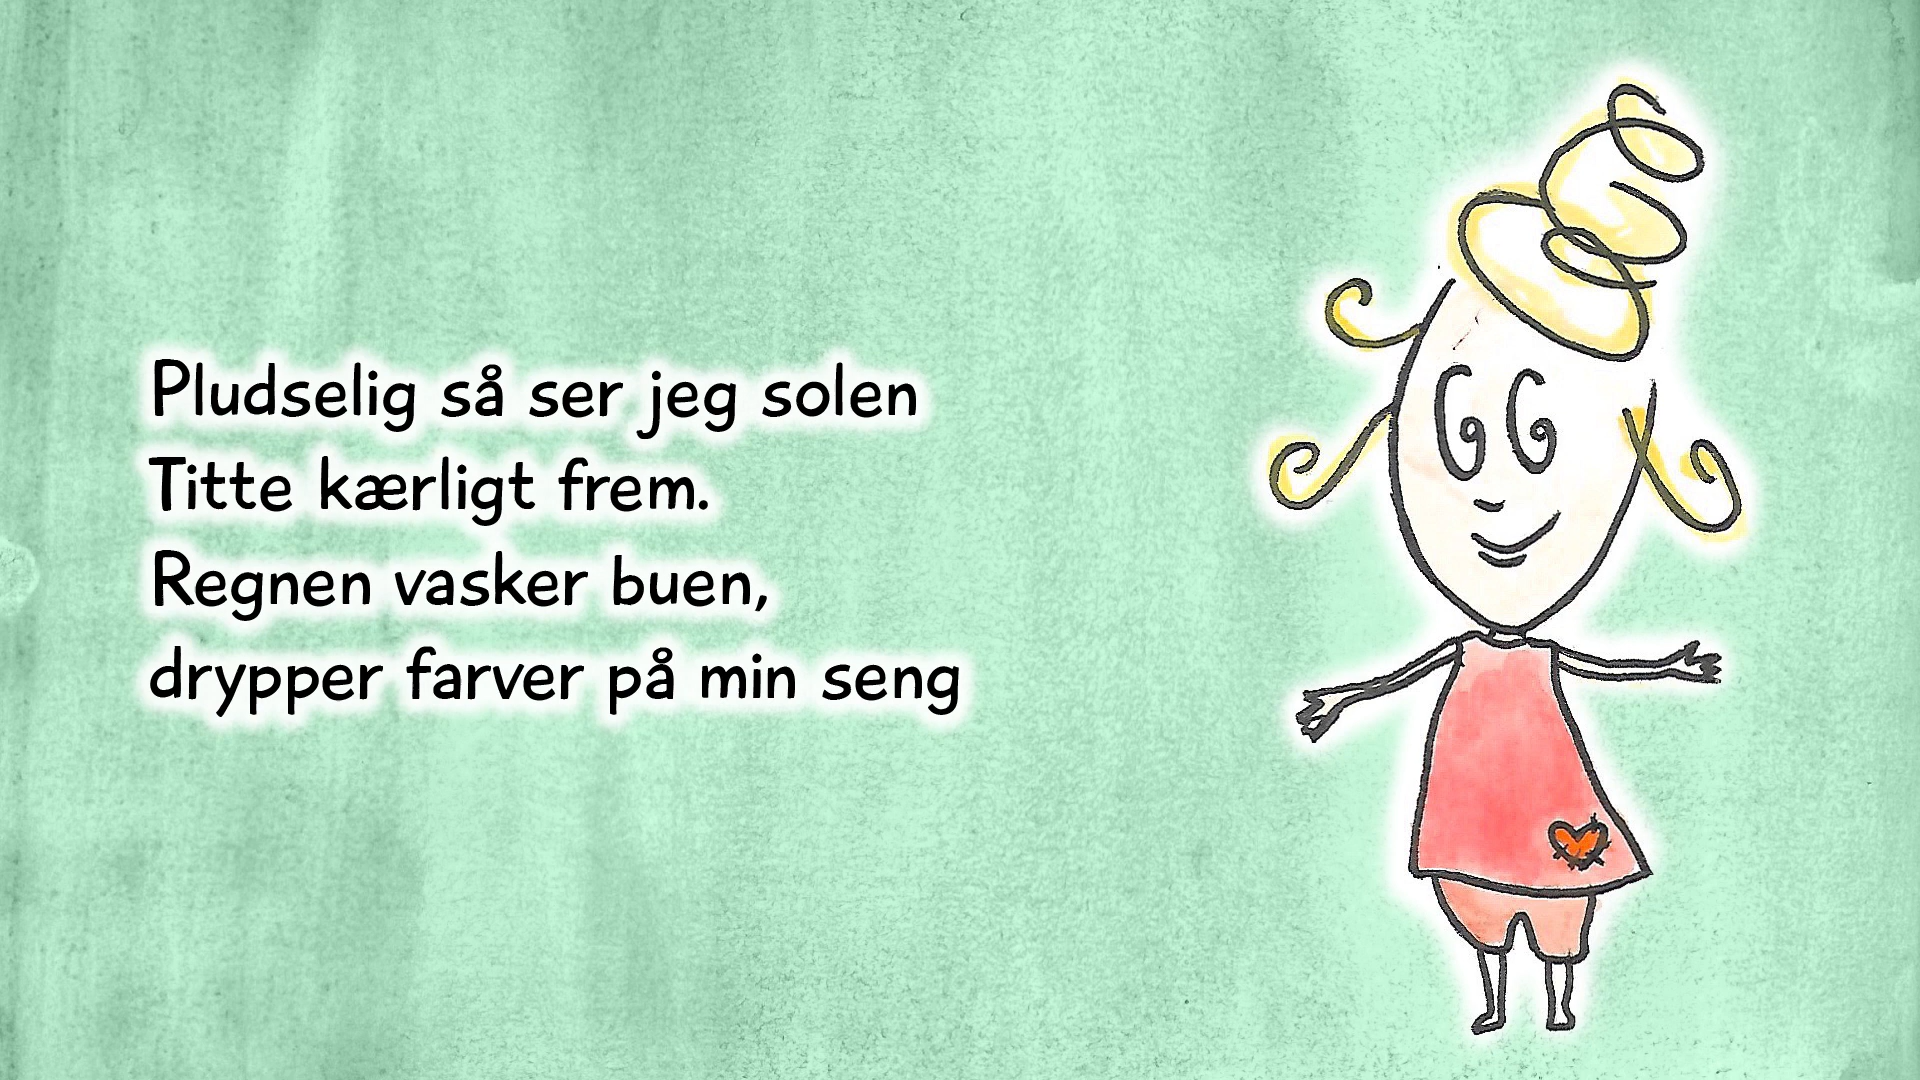 Pludselig så ser jeg solen
Titte kærligt frem.
Regnen vasker buen,
drypper farver på min seng